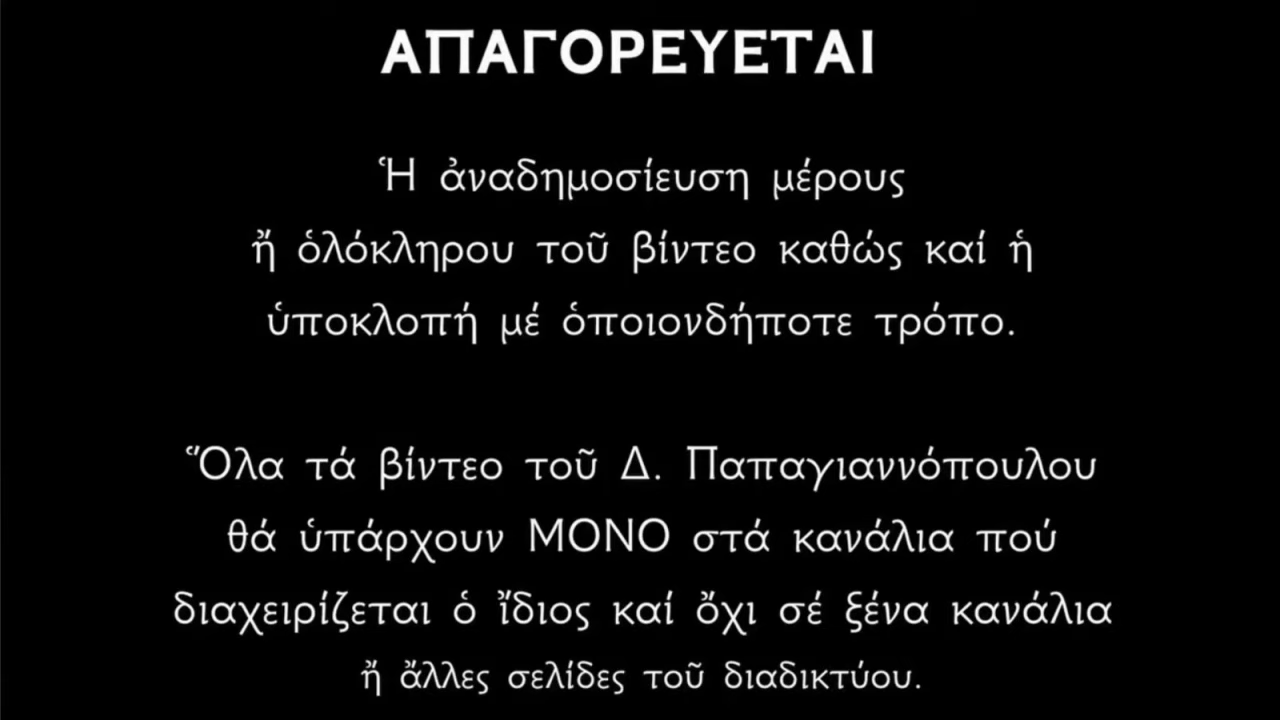 ΑΠΑΓΟΡΕΥΕΤΑΙ
Ἡ ἀναδημοσίευση μέρους
ἤ ὁλόκληρου τοῦ βίντεο καθώς καί ἡ
ὑποκλοπή μέ ὁποιονδήποτε τρόπο.
Ὅλα τά βίντεο τοῦ Δ. Παπαγιαννόπουλου
θά ὑπάρχουν ΜΟΝΟ στά κανάλια πού
διαχειρίζεται ὁ ἴδιος καί ὄχι σέ ξένα κανάλια
ἤ ἄλλες σελίδες τοῦ διαδικτύου.